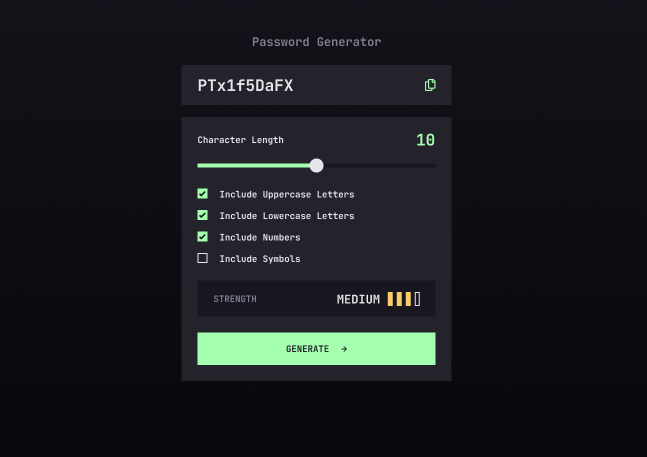 Password Generator
PTx1f5DaFX
Character Length 10
Include Uppercase Letters
Include Lowercase Letters
Include Numbers
Include Symbols
STRENGTH MEDIUM
GENERATE →